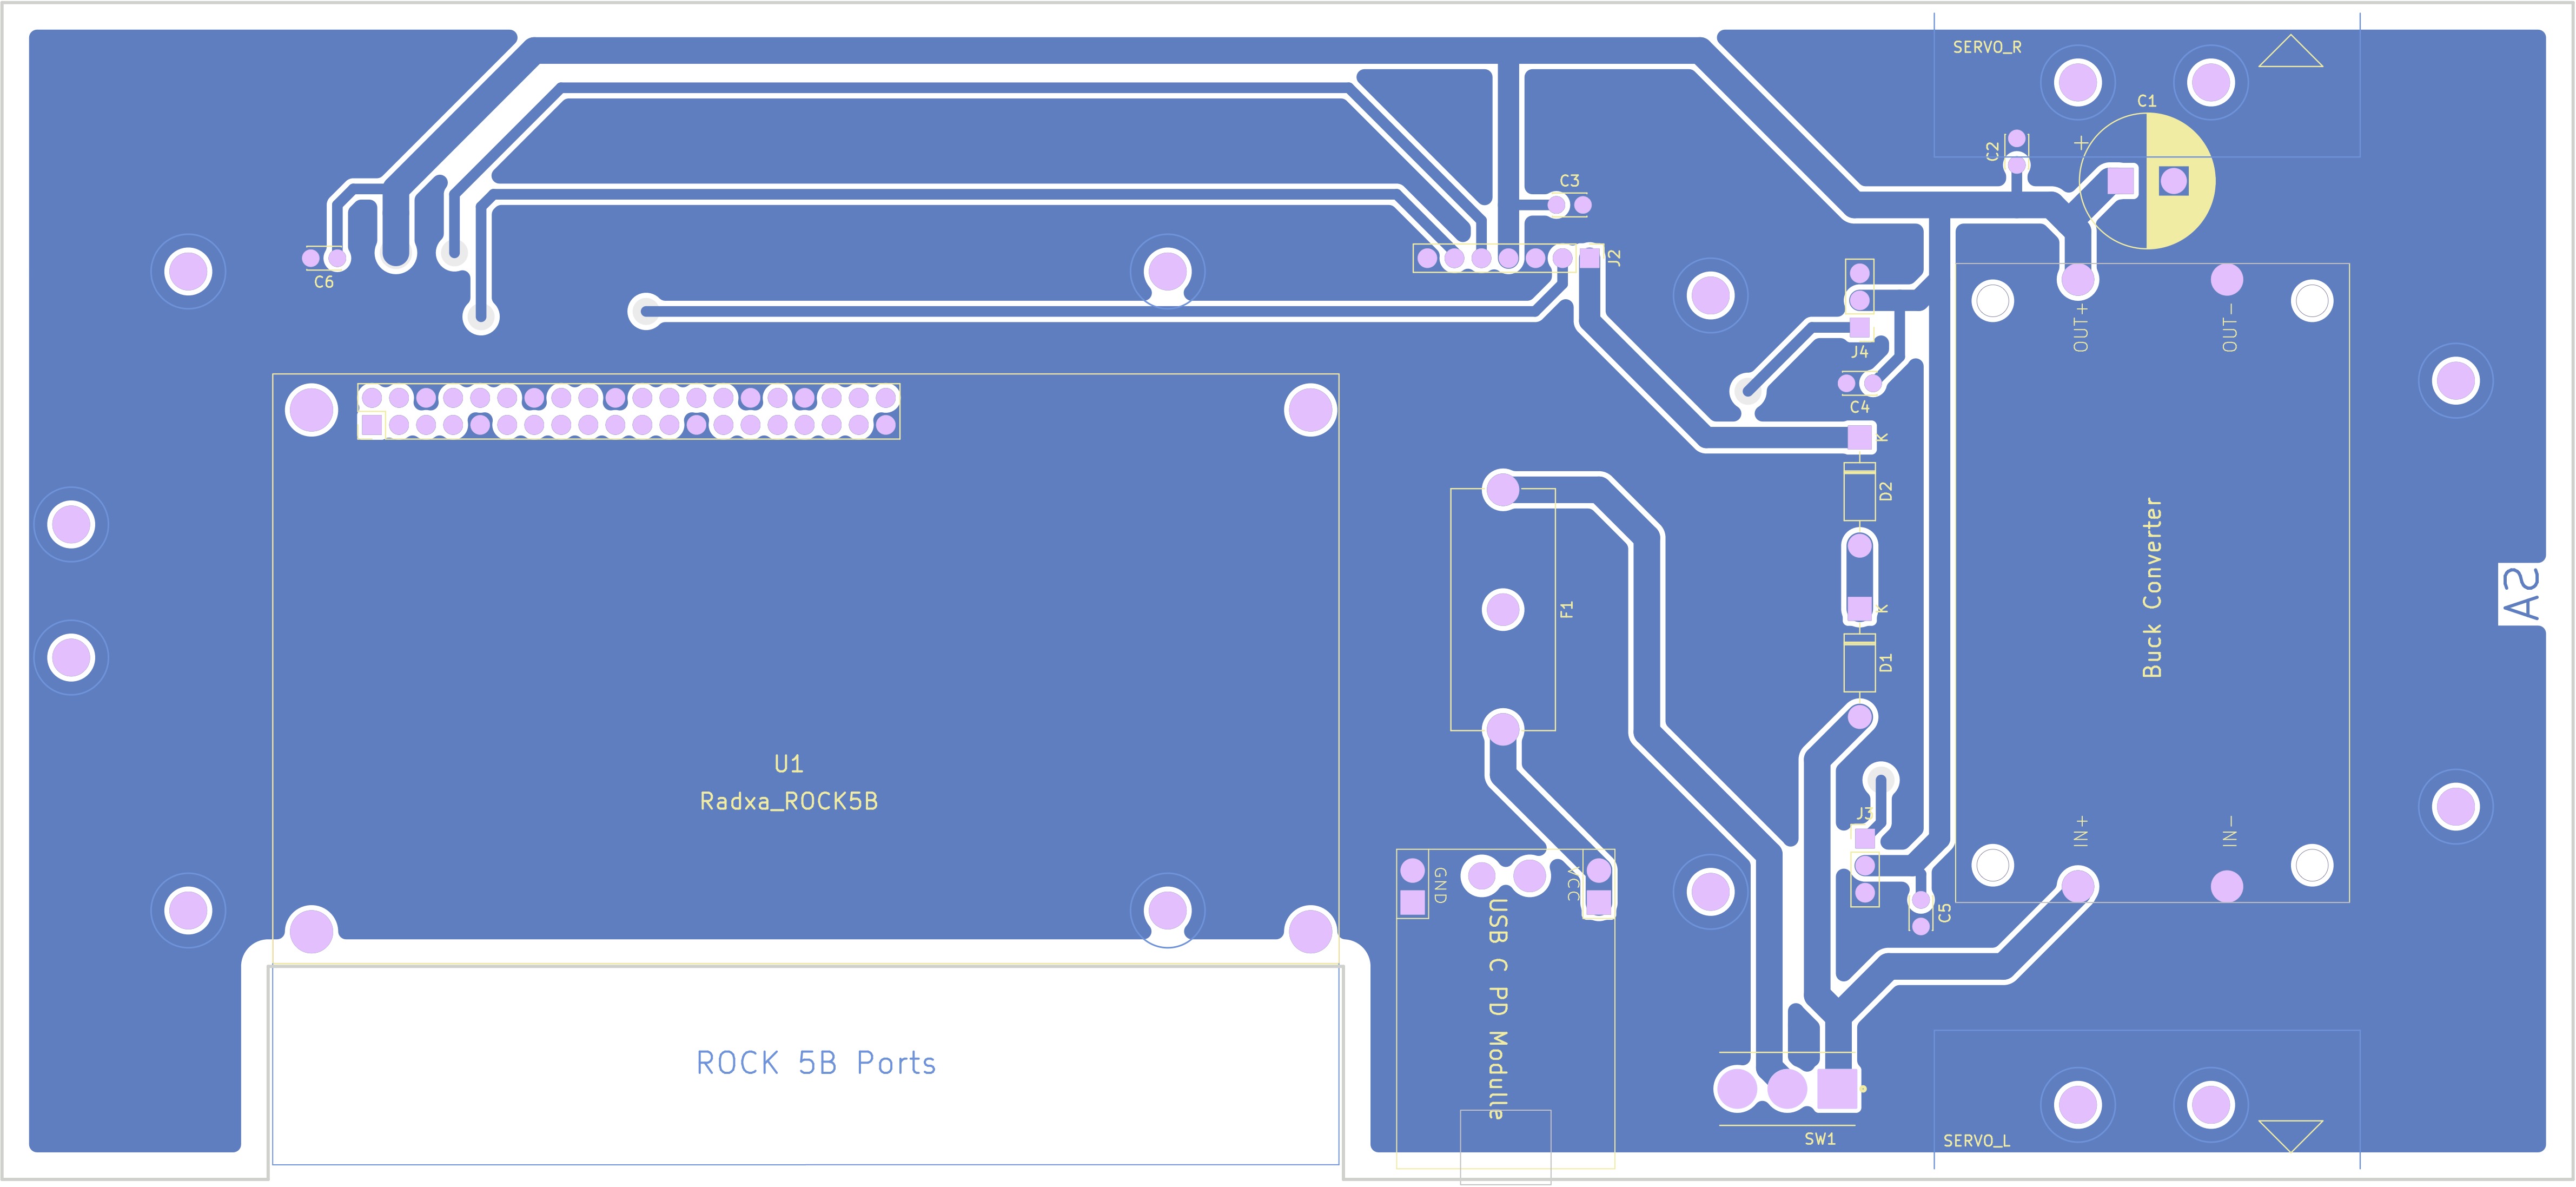 SERVO_R
C1
+
C2
C3
J2
C6
OUT+
OUT-
J4
C4
K
D2
SA
K
F1
Buck Converter
D1
U1
Radxa_ROCK5B
J3
IN+
IN-
GND
VCC
C5
USB C PD Modulle
ROCK 5B Ports
SW1
SERVO_L